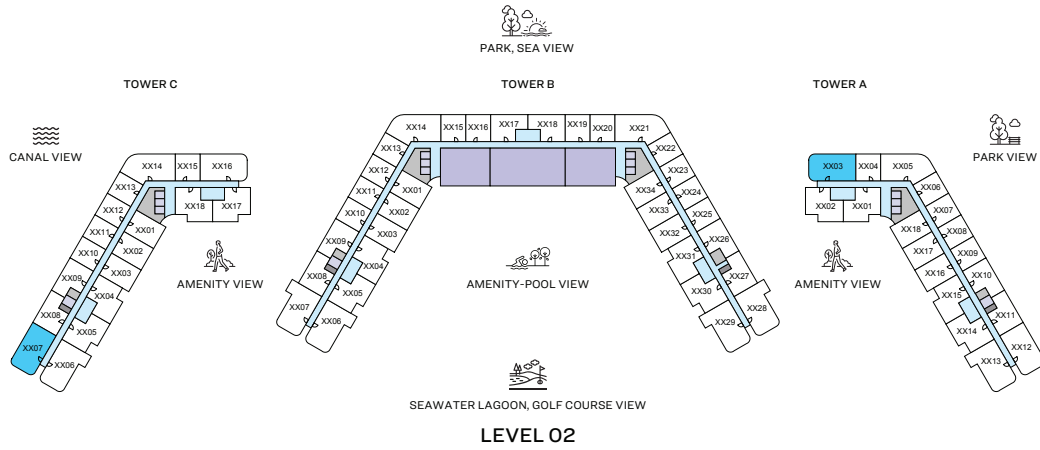 PARK, SEA VIEW
TOWER C
TOWER B
TOWER A
CANAL VIEW
PARK VIEW
XX14
XX15
XX16
XX13
XX12
XX11
XX10
XX09
XX08
XX07
XX06
XX05
XX04
XX03
XX02
XX01
XX18
XX17
XX14
XX15
XX16
XX17
XX18
XX19
XX20
XX21
XX13
XX12
XX11
XX10
XX09
XX08
XX07
XX06
XX05
XX04
XX03
XX02
XX01
XX22
XX23
XX24
XX25
XX26
XX27
XX28
XX29
XX30
XX31
XX32
XX33
XX34
XX03
XX04
XX05
XX02
XX01
XX06
XX07
XX08
XX09
XX10
XX11
XX12
XX13
XX14
XX15
XX16
XX17
XX18
AMENITY VIEW
AMENITY-POOL VIEW
AMENITY VIEW
SEAWATER LAGOON, GOLF COURSE VIEW
LEVEL 02